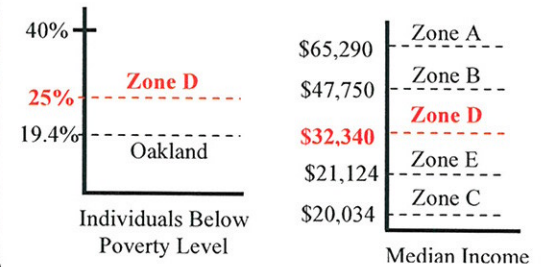 40%
Zone D
25%
19.4%
Oakland
Individuals Below
Poverty Level
Zone A
$65,290
Zone B
$47,750
Zone D
$32,340
Zone E
$21,124
Zone C
$20,034
Median Income